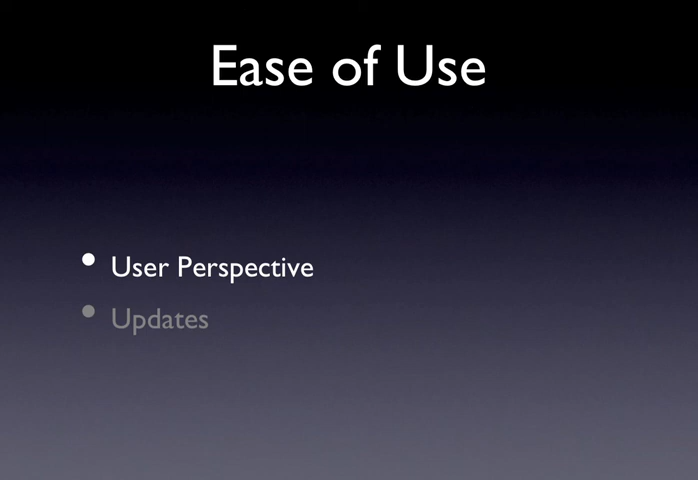 Ease of Use
• User Perspective
• Updates